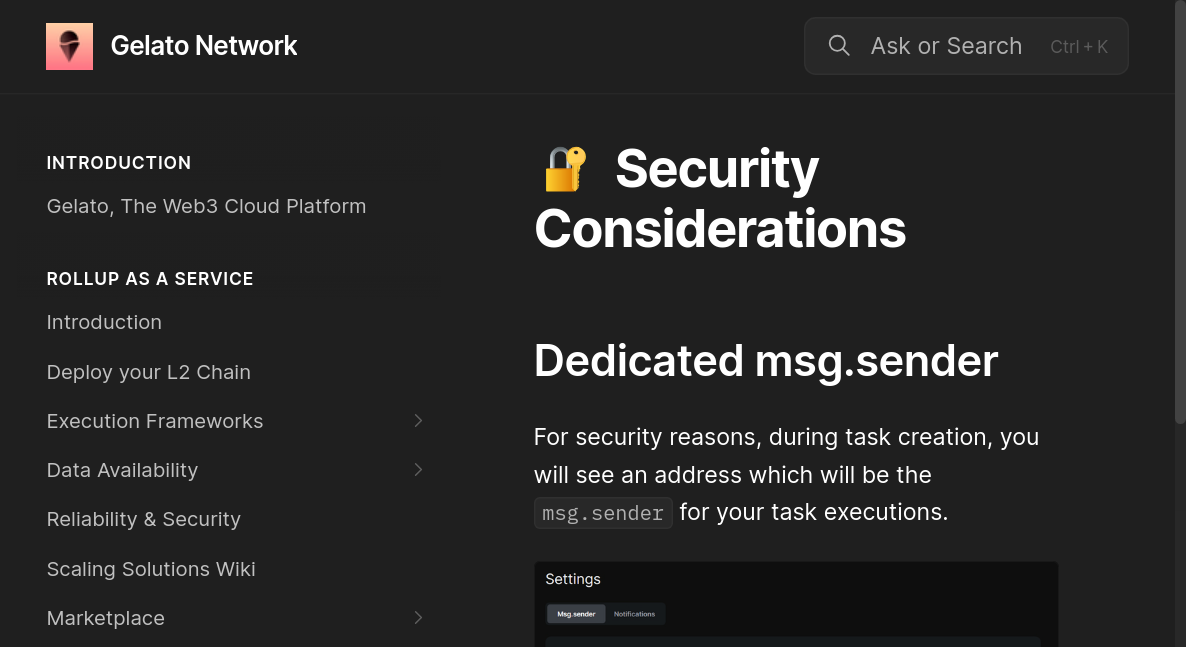 Gelato Network
Ask or Search Ctrl + K
INTRODUCTION
Gelato, The Web3 Cloud Platform
ROLLUP AS A SERVICE
Introduction
Deploy your L2 Chain
Execution Frameworks
Data Availability
Reliability & Security
Scaling Solutions Wiki
Marketplace
Security
Considerations
Dedicated msg.sender
For security reasons, during task creation, you
will see an address which will be the
msg.sender for your task executions.
Settings
Msg.sender Notifications